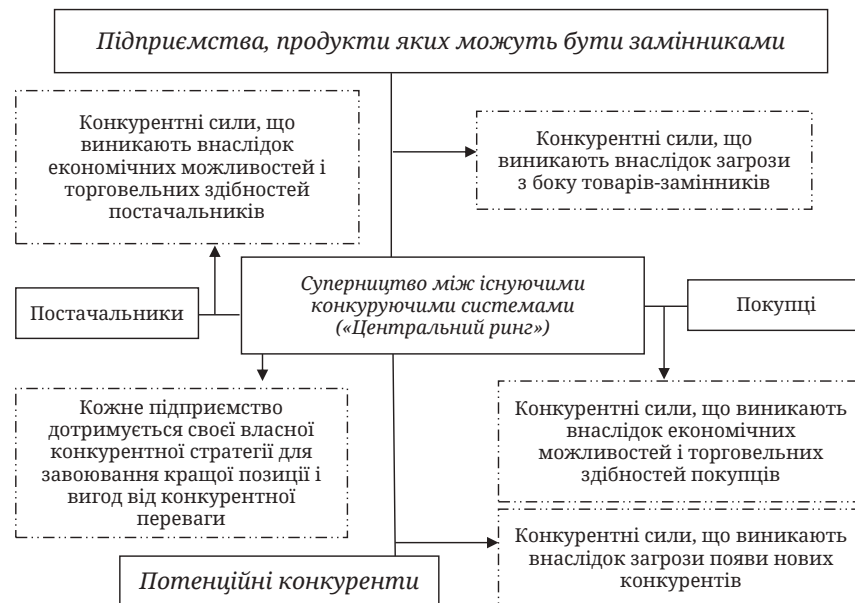 Підприємства, продукти яких можуть бути замінниками
Конкурентні сили, що
виникають внаслідок
економічних можливостей і
торговельних здібностей
постачальників
Конкурентні сили, що
виникають внаслідок загрози
з боку товарів-замінників
Постачальники
Суперництво між існуючими
конкуруючими системами
(«Центральний ринг»)
Покупці
Кожне підприємство
дотримується своєї власної
конкурентної стратегії для
завоювання кращої позиції і
вигод від конкурентної
переваги
Конкурентні сили, що виникають
внаслідок економічних
можливостей і торговельних
здібностей покупців
Конкурентні сили, що виникають
внаслідок загрози появи нових
конкурентів
Потенційні конкуренти